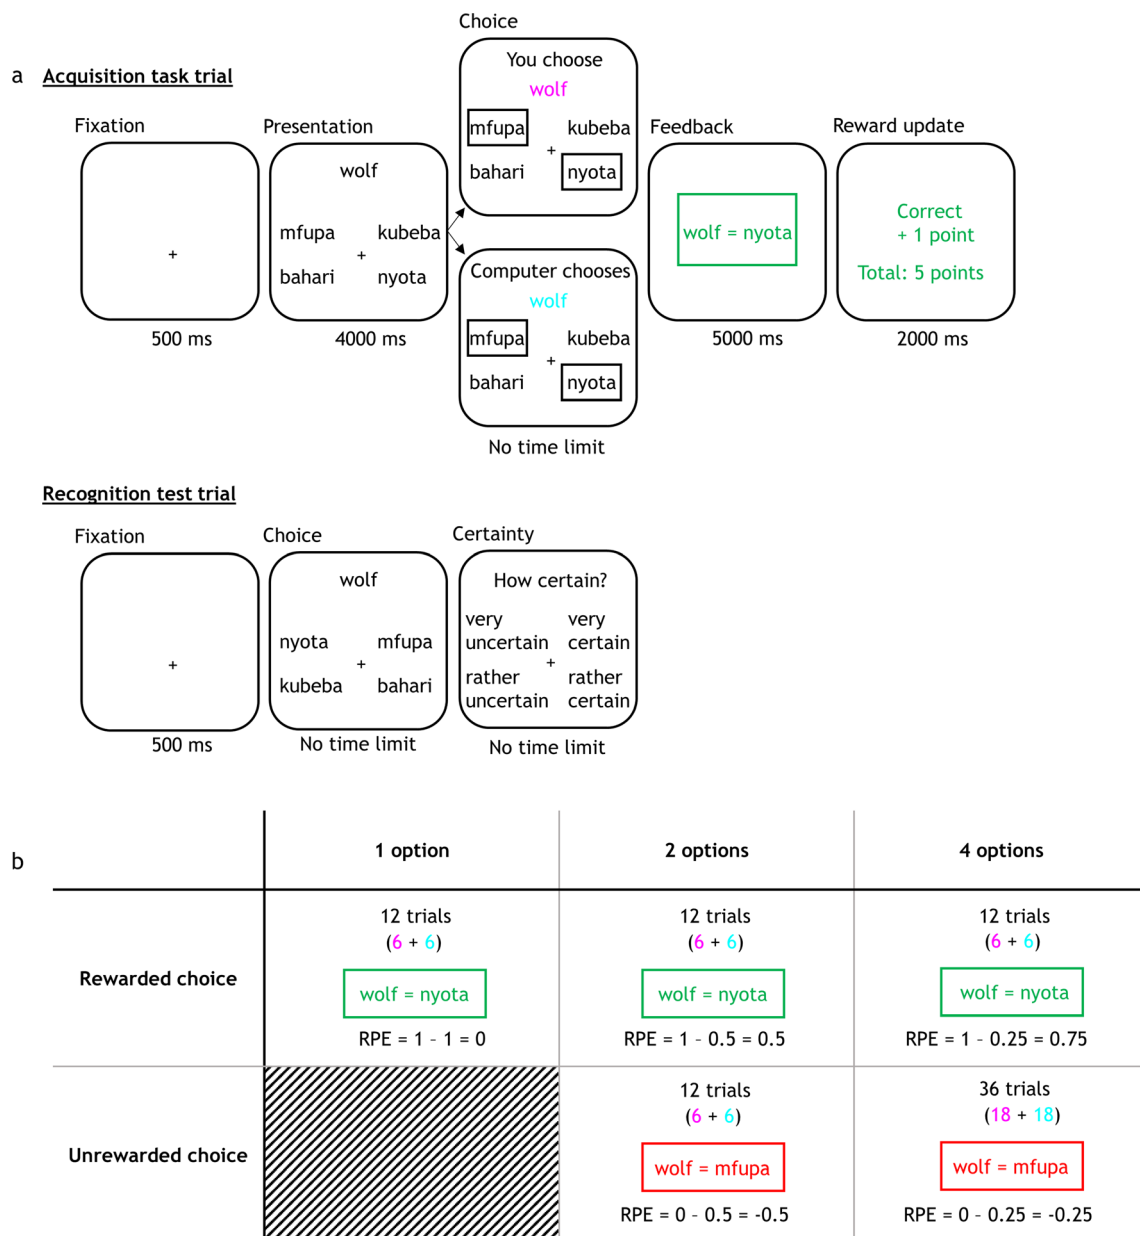 a Acquisition task trial
Fixation
+
500 ms
Presentation
wolf
mfupa kubeba
+
bahari nyota
4000 ms
Choice
You choose
wolf
mfupa kubeba
+
bahari nyota
Computer chooses
wolf
mfupa kubeba
+
bahari nyota
No time limit
Feedback
wolf = nyota
5000 ms
Reward update
Correct
+ 1 point
Total: 5 points
2000 ms
Recognition test trial
Fixation
+
500 ms
Choice
wolf
nyota mfupa
+
kubeba bahari
No time limit
Certainty
How certain?
very very
uncertain certain
+
rather rather
uncertain certain
No time limit
b
1 option 2 options 4 options
Rewarded choice
12 trials
(6 + 6)
wolf = nyota
RPE = 1 – 1 = 0
12 trials
(6 + 6)
wolf = nyota
RPE = 1 – 0.5 = 0.5
12 trials
(6 + 6)
wolf = nyota
RPE = 1 – 0.25 = 0.75
Unrewarded choice
12 trials
(6 + 6)
wolf = mfupa
RPE = 0 – 0.5 = -0.5
36 trials
(18 + 18)
wolf = mfupa
RPE = 0 – 0.25 = -0.25